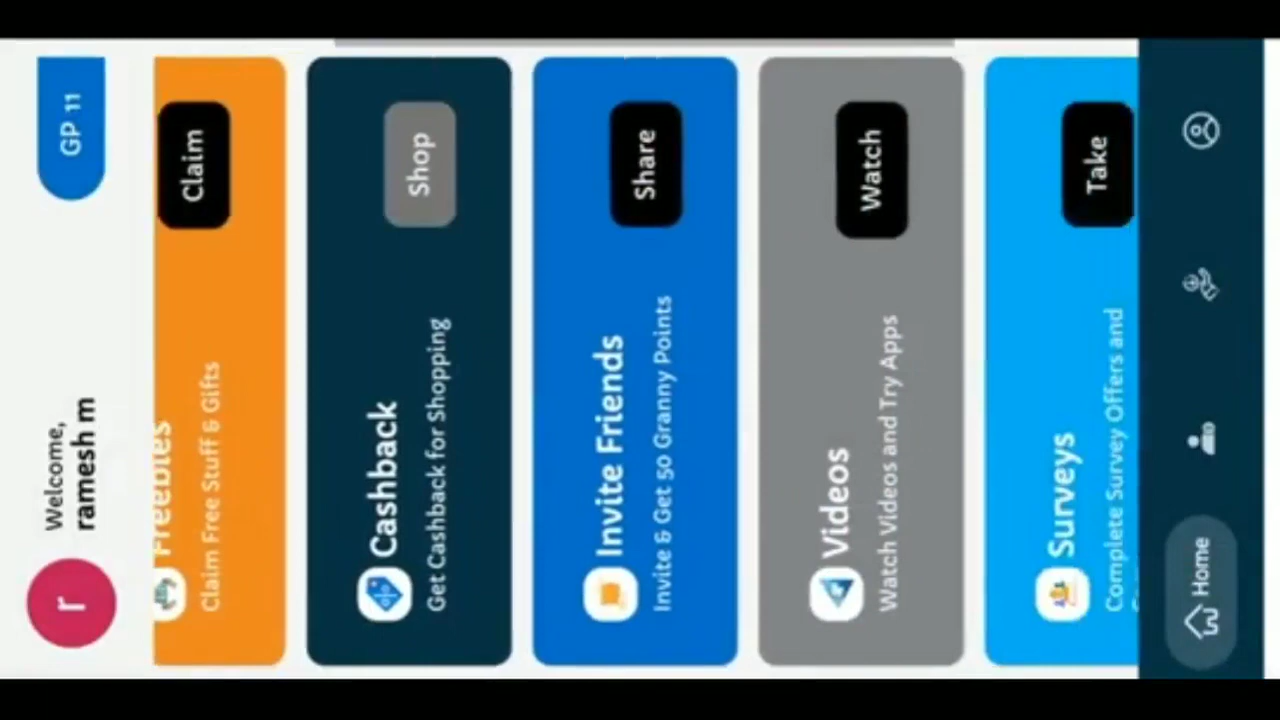 Welcome,
ramesh m
GP 11
Freebies
Claim Free Stuff & Gifts
Claim
Cashback
Get Cashback for Shopping
Shop
Invite Friends
Invite & Get 50 Granny Points
Share
Videos
Watch Videos and Try Apps
Watch
Surveys
Complete Survey Offers and
Take
Home
r